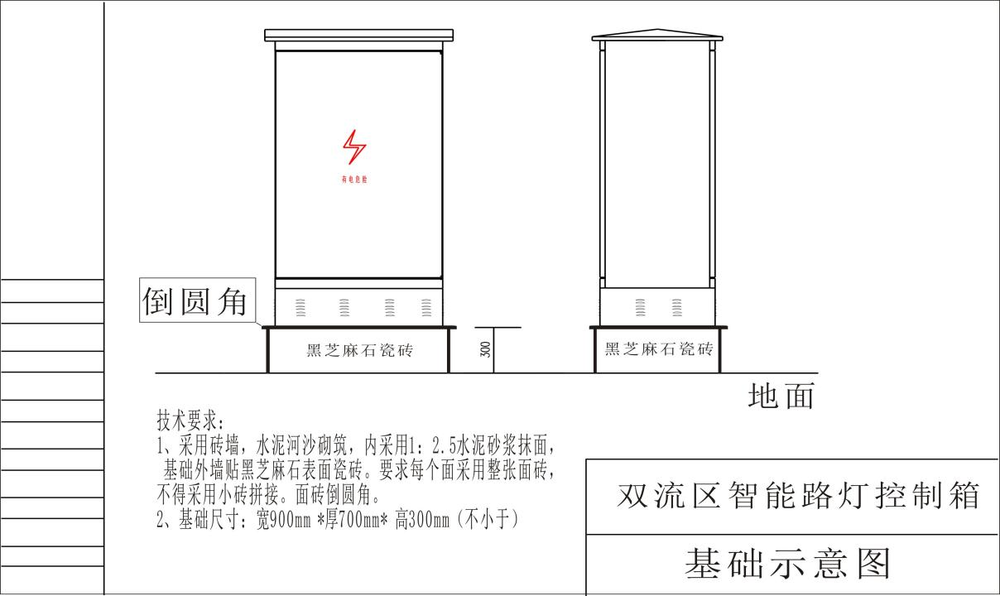 有电危险
倒圆角
黑芝麻石瓷砖
300
黑芝麻石瓷砖
地面
技术要求:
1、采用砖墙，水泥河沙砌筑，内采用1：2.5水泥砂浆抹面，
基础外墙贴黑芝麻石表面瓷砖。要求每个面采用整张面砖，
不得采用小砖拼接。面砖倒圆角。
2、基础尺寸：宽900mm *厚700mm* 高300mm（不小于）
双流区智能路灯控制箱
基础示意图